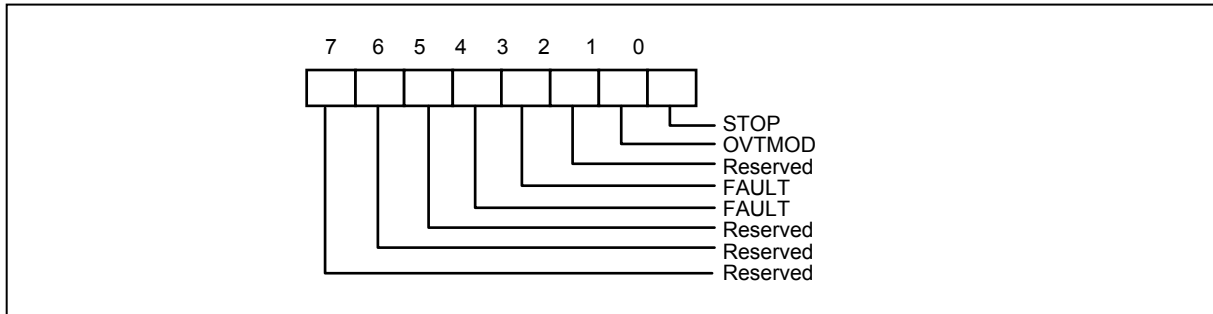 7 6 5 4 3 2 1 0
STOP
OVTMOD
Reserved
FAULT
FAULT
Reserved
Reserved
Reserved